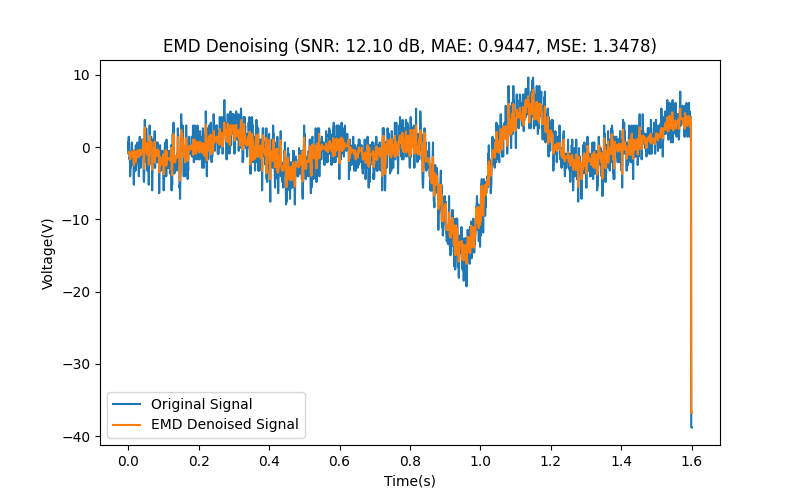 EMD Denoising (SNR: 12.10 dB, MAE: 0.9447, MSE: 1.3478)
10
0
−10
−20
−30
−40
Voltage(V)
Original Signal
EMD Denoised Signal
0.0 0.2 0.4 0.6 0.8 1.0 1.2 1.4 1.6
Time(s)